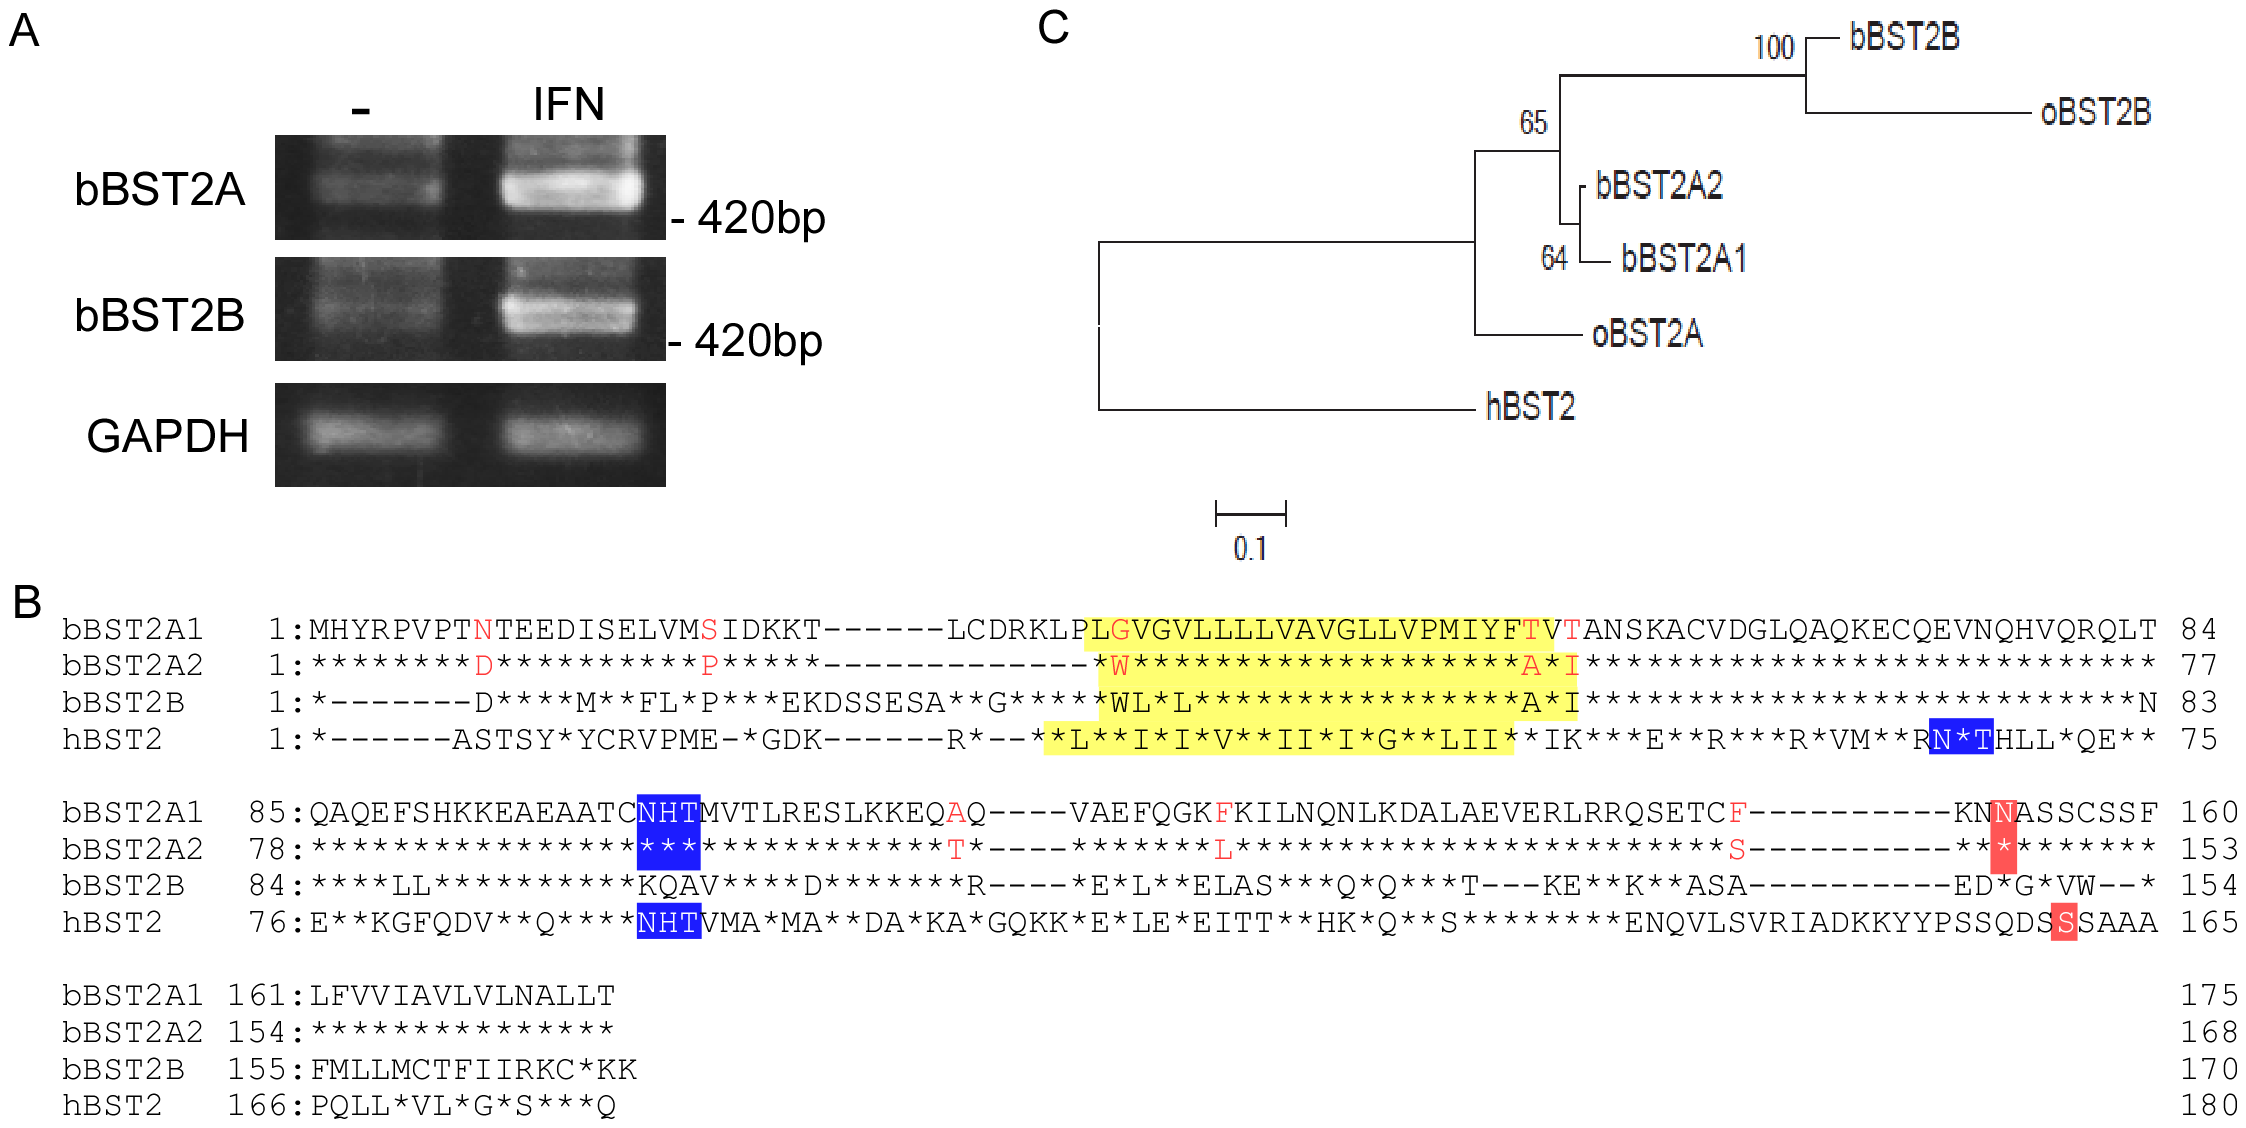 A
- IFN
bBST2A
- 420bp
bBST2B
- 420bp
GAPDH
C
100
bBST2B
oBST2B
65
bBST2A2
64
bBST2A1
oBST2A
hBST2
0.1
B
bBST2A1 1:MHYRPVPTNTEEDISELVMSIDKKT------LCDRKLPLGVGVLLLLVAVGLLVPMIYFTVTANSKACVDGLQAQKECQEVNQHVQRQLT 84
bBST2A2 1:********D**********P*****-------------*W*******************A*I**************************** 77
bBST2B 1:*-------D****M**FL*P***EKDSSESA**G*****WL*L****************A*I***************************N 83
hBST2 1:*------ASTSY*YCRVPME-*GDK------R*--**L**I*I*V**II*I*G**LII**IK***E**R***R*VM**RN*THLL*QE** 75
bBST2A1 85:QAQEFSHKKEAEAATCNHTMVTLRESLKKEQAQ----VAEFQGKFKILNQNLKDALAEVERLRRQSETCF----------KNNASSCSSF 160
bBST2A2 78:*******************************T*----*******L************************S----------********** 153
bBST2B 84:****LL**********KQAV****D*******R----*E*L**ELAS***Q*Q***T---KE**K**ASA----------ED*G*VW--* 154
hBST2 76:E**KGFQDV**Q****NHTVMA*MA**DA*KA*GQKK*E*LE*EITT**HK*Q**S********ENQVLSVRIADKKYYPSSQDSSSAAA 165
bBST2A1 161:LFVVIAVLVLNALLT 175
bBST2A2 154:*************** 168
bBST2B 155:FMLLMCTFIIRKC*KK 170
hBST2 166:PQLL*VL*G*S***Q 180